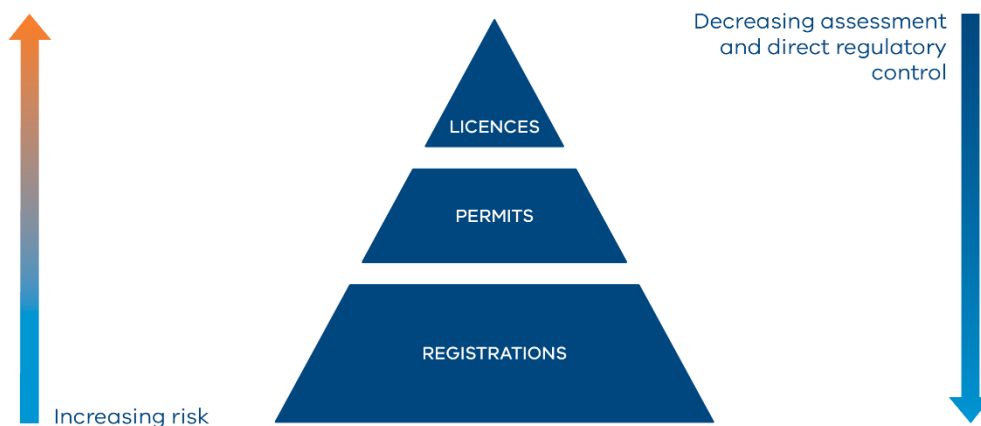 Decreasing assessment
and direct regulatory
control
LICENCES
PERMITS
REGISTRATIONS
Increasing risk